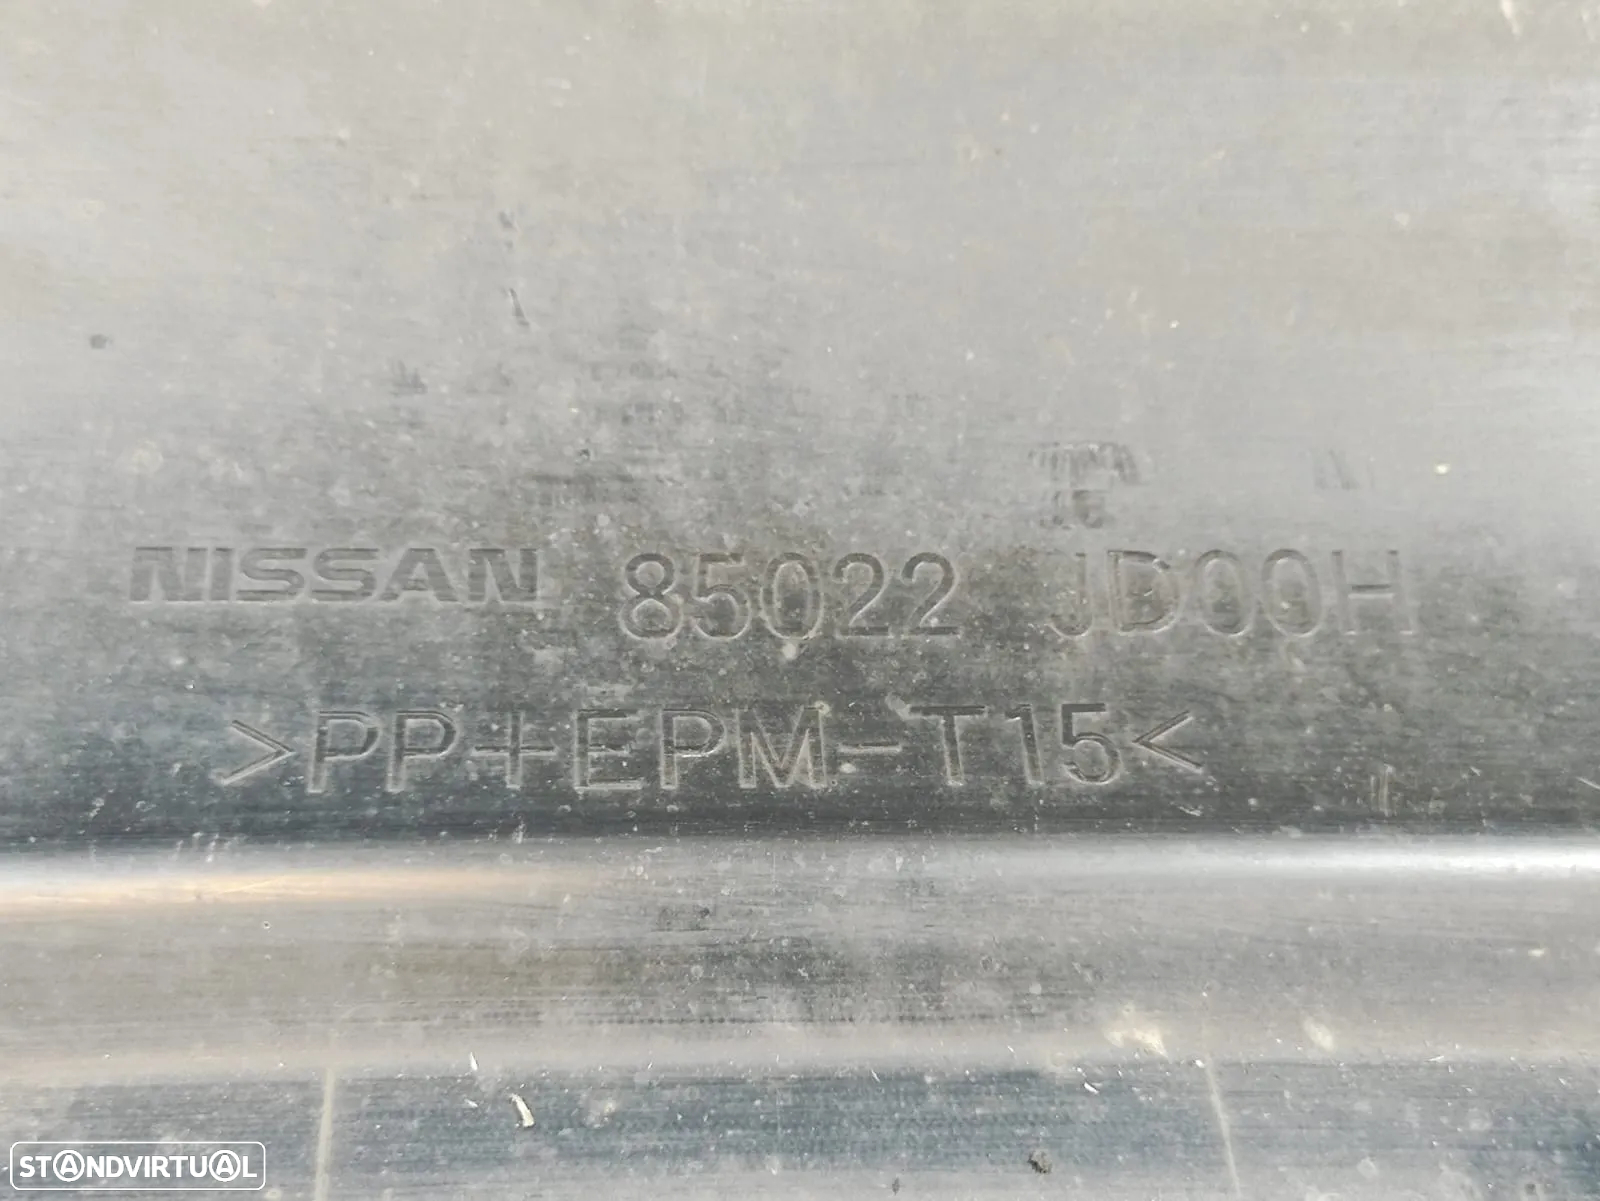 NISSAN 85022 JD00H
>PP+EPM-T15<
STANDVIRTUAL